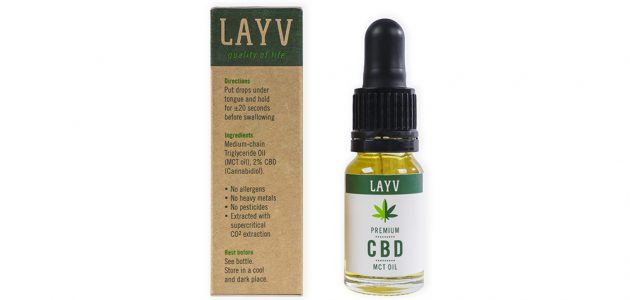 LAYV
quality of life
Directions
Put drops under
tongue and hold
for ±20 seconds
before swallowing
Ingredients
Medium-chain
Triglyceride Oil
(MCT oil), 2% CBD
(Cannabidiol).
• No allergens
• No heavy metals
• No pesticides
• Extracted with
supercritical
CO² extraction
Best before
See bottle.
Store in a cool
and dark place.
LAYV
PREMIUM
CBD
MCT OIL